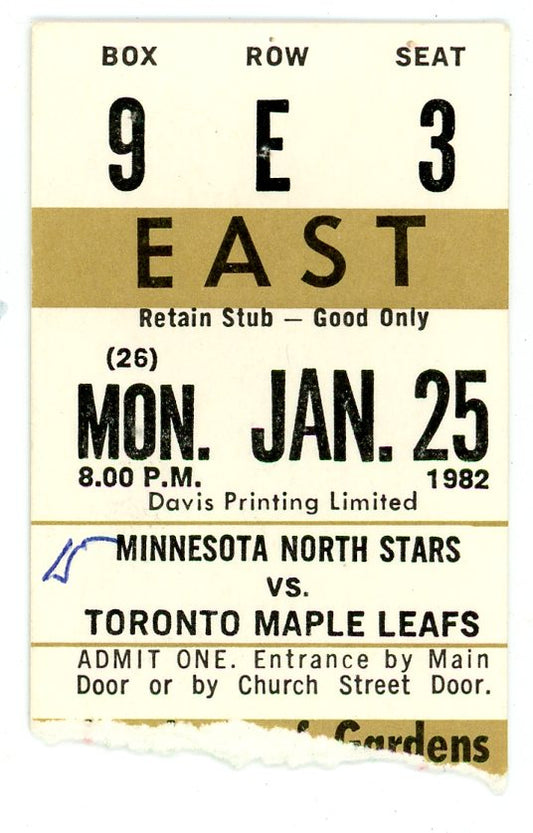 BOX ROW SEAT
9 E 3
EAST
Retain Stub — Good Only
(26)
MON. JAN. 25
8.00 P.M. 1982
Davis Printing Limited
MINNESOTA NORTH STARS
VS.
TORONTO MAPLE LEAFS
ADMIT ONE. Entrance by Main
Door or by Church Street Door.
Gardens